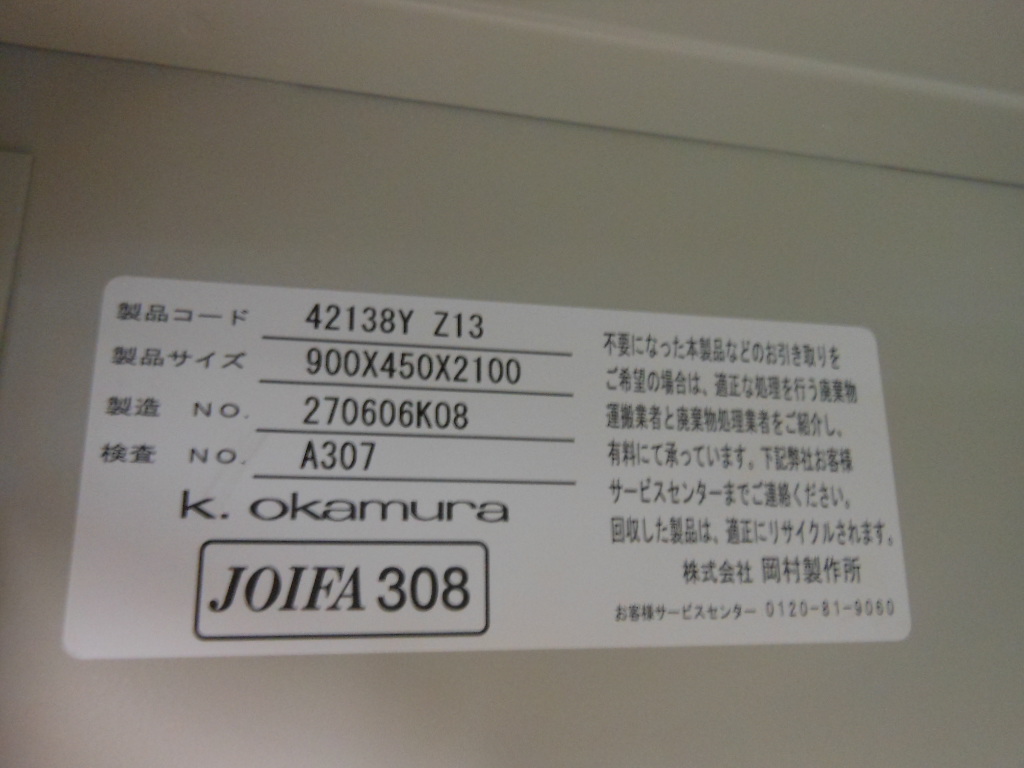 製品コード 42138Y Z13
製品サイズ 900X450X2100
製造 NO. 270606K08
検査 NO. A307
k. okamura
JOIFA 308
不要になった本製品などのお引き取りを
ご希望の場合は、適正な処理を行う廃棄物
運搬業者と廃棄物処理業者をご紹介し、
有料にて承っています。下記弊社お客様
サービスセンターまでご連絡ください。
回収した製品は、適正にリサイクルされます。
株式会社 岡村製作所
お客様サービスセンター 0120-81-9060